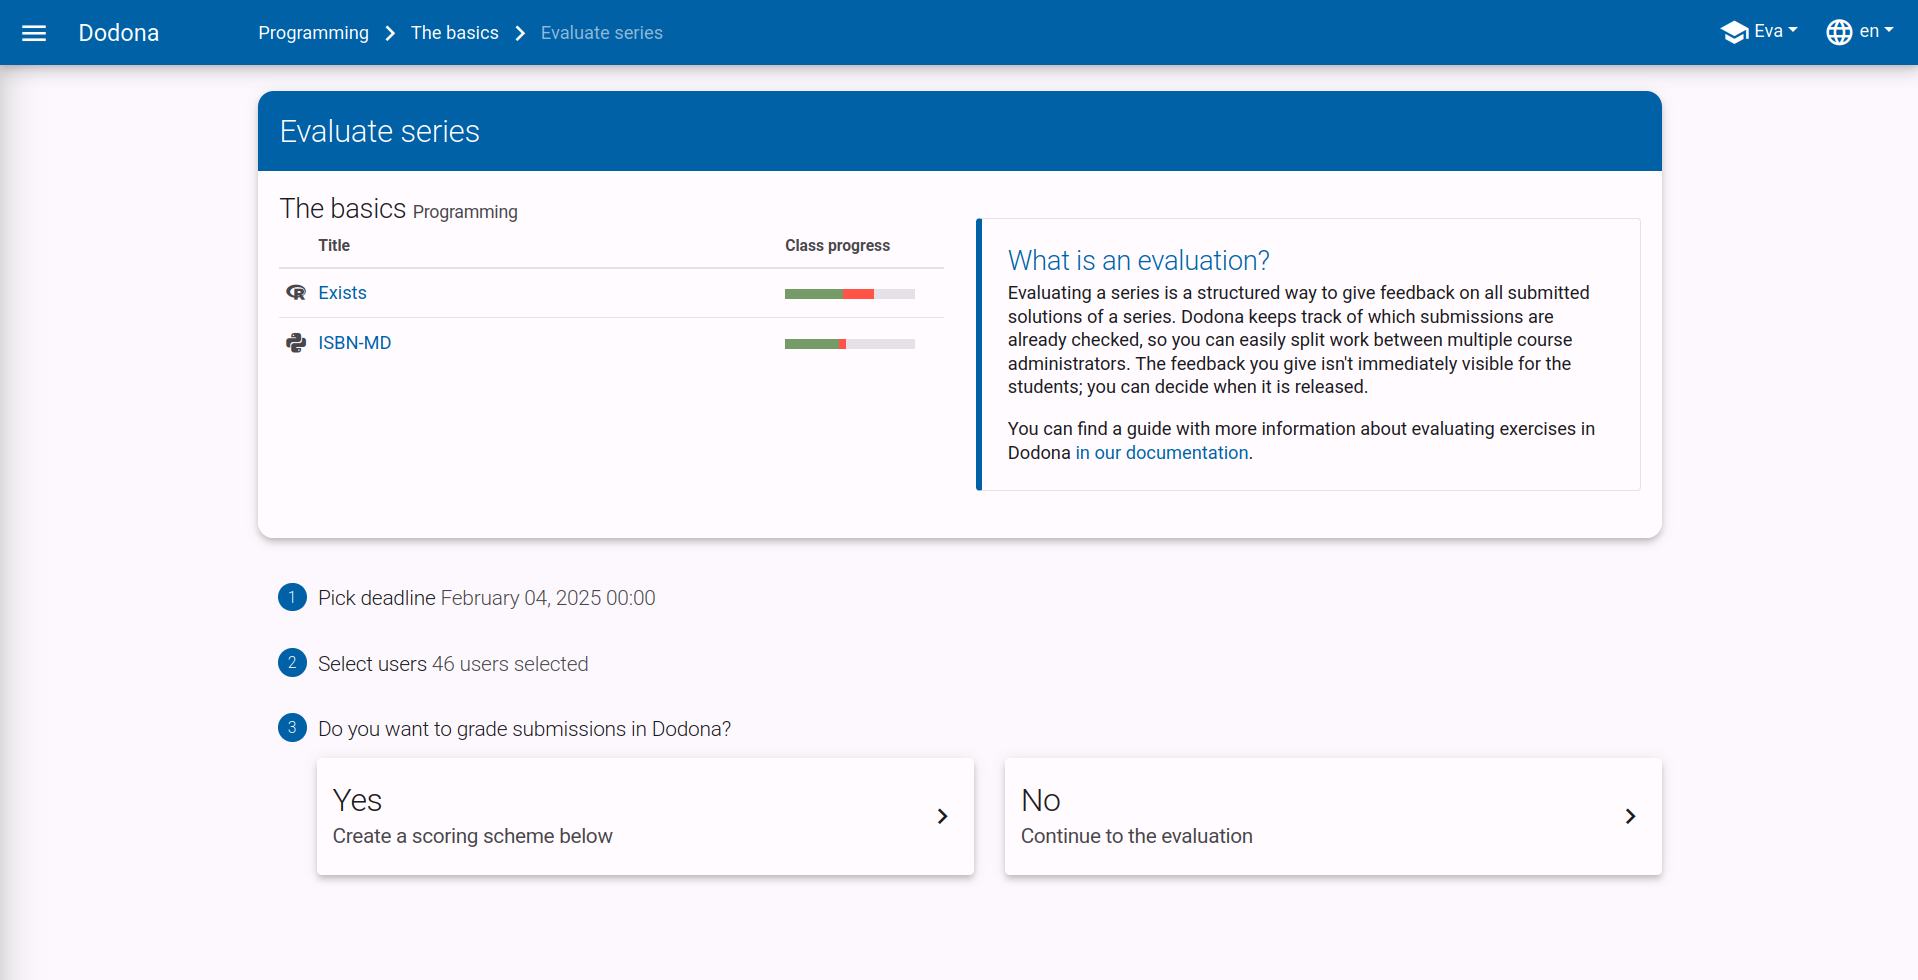 Dodona
Programming > The basics > Evaluate series
Eva
en
Evaluate series
The basics Programming
Title Class progress
Exists
ISBN-MD
What is an evaluation?
Evaluating a series is a structured way to give feedback on all submitted
solutions of a series. Dodona keeps track of which submissions are
already checked, so you can easily split work between multiple course
administrators. The feedback you give isn't immediately visible for the
students; you can decide when it is released.
You can find a guide with more information about evaluating exercises in
Dodona in our documentation.
1 Pick deadline February 04, 2025 00:00
2 Select users 46 users selected
3 Do you want to grade submissions in Dodona?
Yes
Create a scoring scheme below
No
Continue to the evaluation